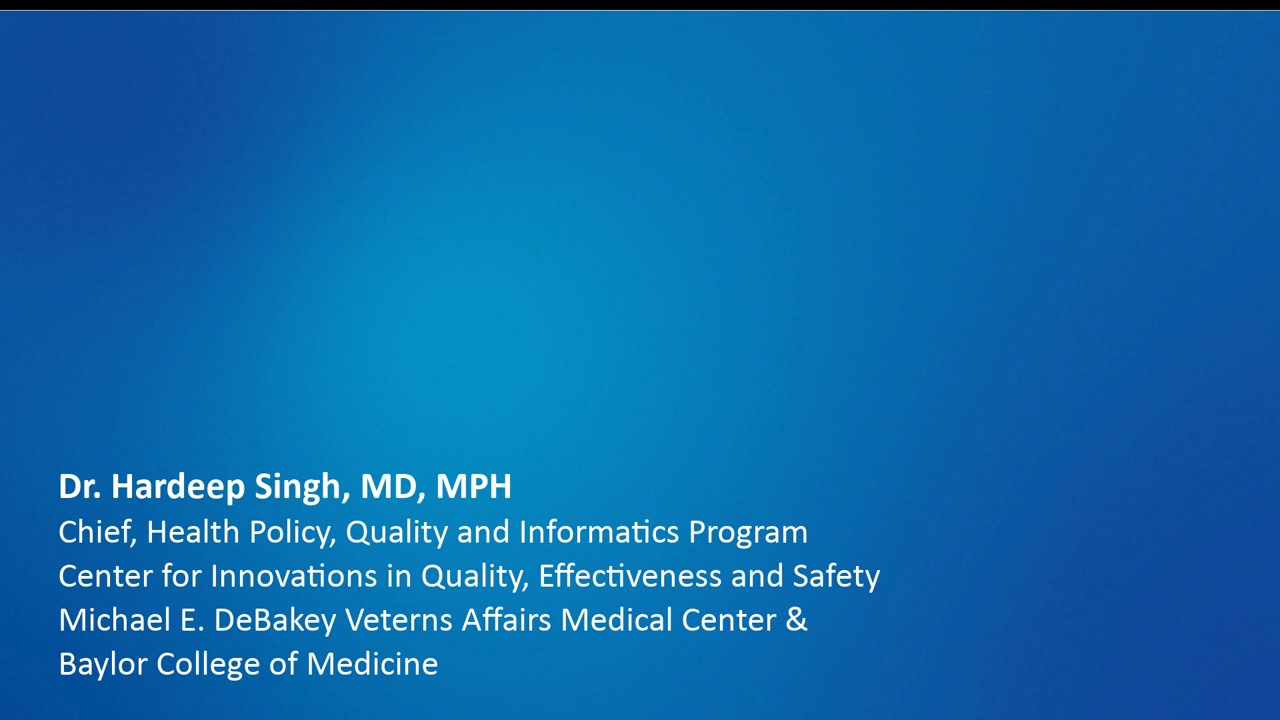 Dr. Hardeep Singh, MD, MPH
Chief, Health Policy, Quality and Informatics Program
Center for Innovations in Quality, Effectiveness and Safety
Michael E. DeBakey Veterns Affairs Medical Center &
Baylor College of Medicine